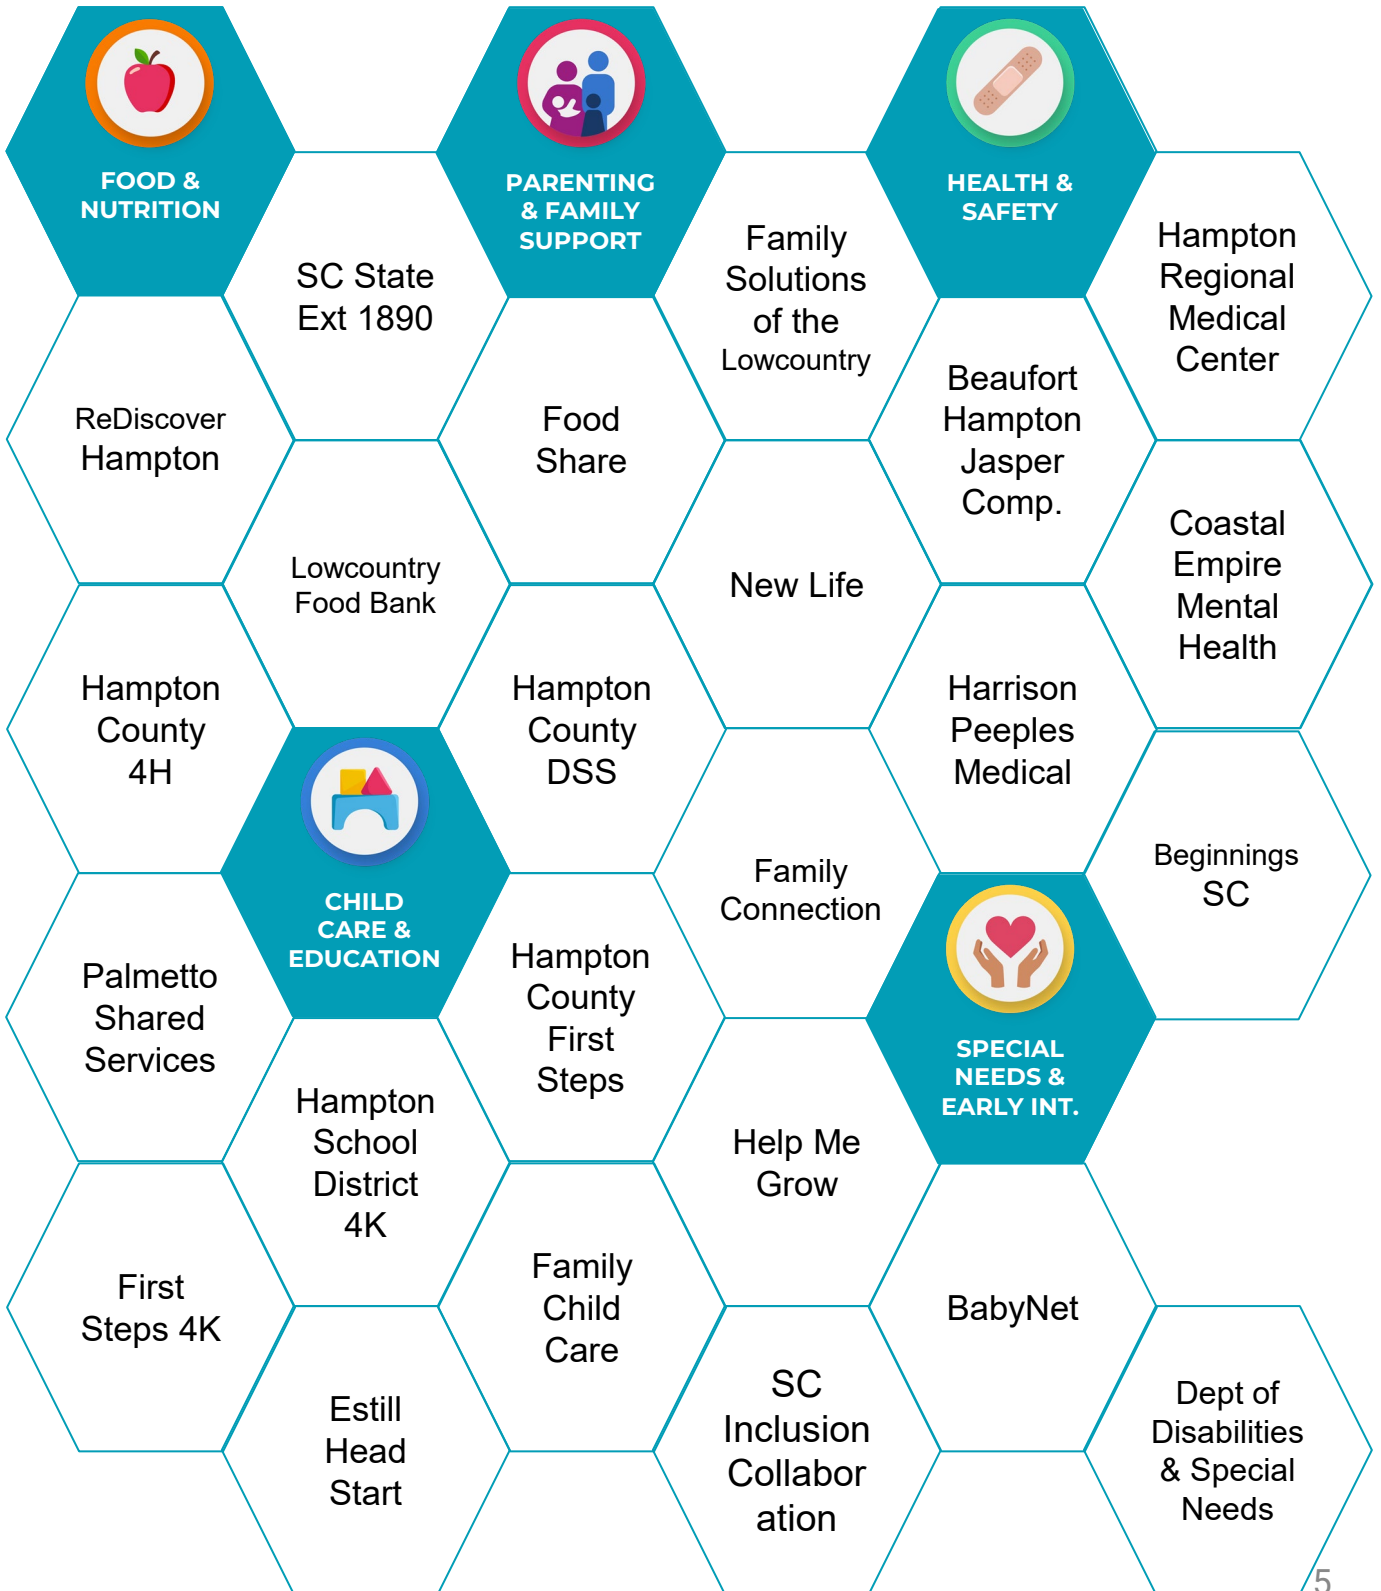 FOOD &
NUTRITION
PARENTING
& FAMILY
SUPPORT
HEALTH &
SAFETY
SC State
Ext 1890
Family
Solutions
of the
Lowcountry
Hampton
Regional
Medical
Center
ReDiscover
Hampton
Food
Share
Beaufort
Hampton
Jasper
Comp.
Lowcountry
Food Bank
New Life
Coastal
Empire
Mental
Health
Hampton
County
4H
Hampton
County
DSS
Harrison
Peeples
Medical
CHILD
CARE &
EDUCATION
Family
Connection
Beginnings
SC
Palmetto
Shared
Services
Hampton
County
First
Steps
SPECIAL
NEEDS &
EARLY INT.
Hampton
School
District
4K
Help Me
Grow
First
Steps 4K
Family
Child
Care
BabyNet
Estill
Head
Start
SC
Inclusion
Collabor
ation
Dept of
Disabilities
& Special
Needs
5